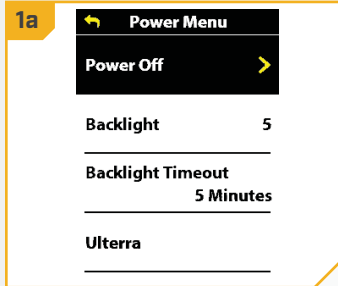 1a
Power Menu
Power Off
Backlight 5
Backlight Timeout
5 Minutes
Ulterra